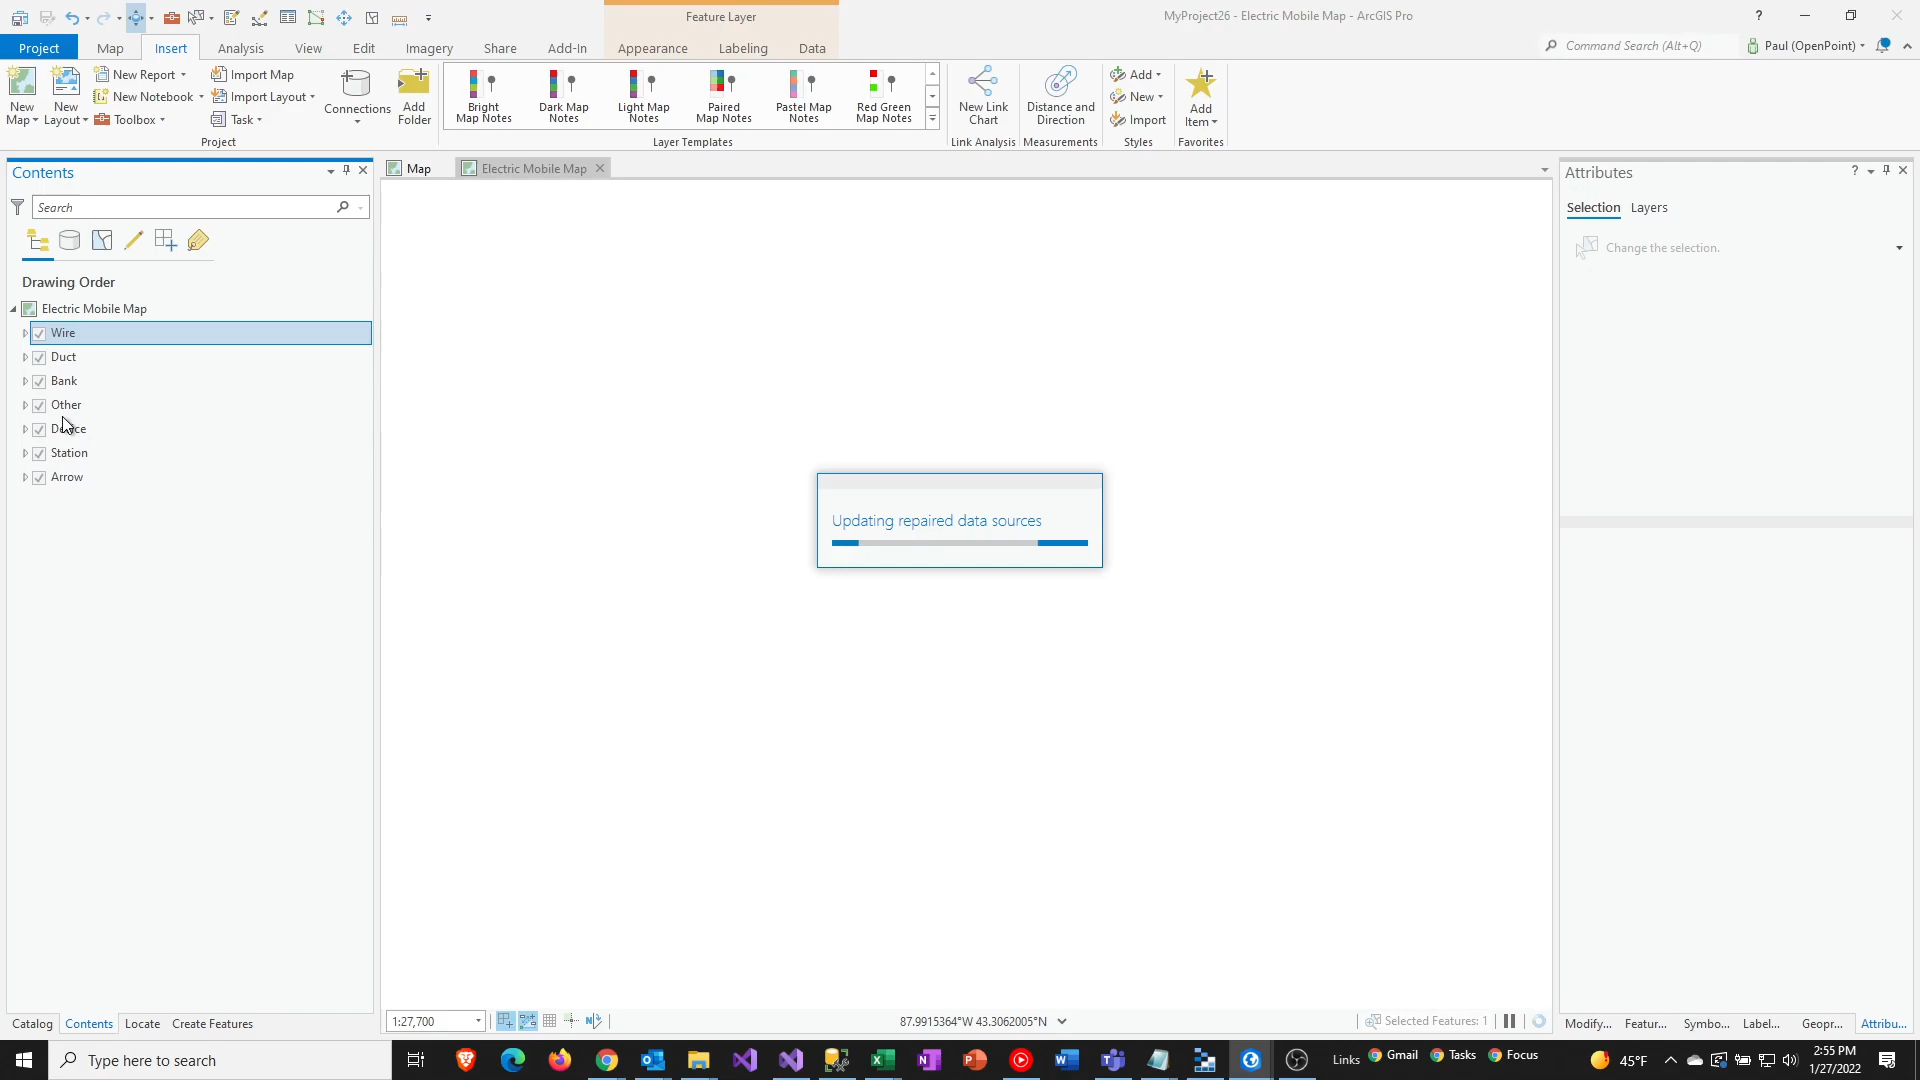 Feature Layer
MyProject26 - Electric Mobile Map - ArcGIS Pro
?
Project Map Insert Analysis View Edit Imagery Share Add-In Appearance Labeling Data
Command Search (Alt+Q)
Paul (OpenPoint)
New Map
New Layout
New Report
New Notebook
Toolbox
Import Map
Import Layout
Task
Connections
Add Folder
Project
Bright Map Notes
Dark Map Notes
Light Map Notes
Paired Map Notes
Pastel Map Notes
Red Green Map Notes
Layer Templates
New Link Chart
Link Analysis
Distance and Direction
Measurements
Add
New
Import
Styles
Add Item
Favorites
Contents
Search
Drawing Order
Electric Mobile Map
Wire
Duct
Bank
Other
Station
Arrow
Catalog Contents Locate Create Features
Map
Electric Mobile Map
Updating repaired data sources
1:27,700
87.9915364°W 43.3062005°N
Selected Features: 1
Attributes
?
Selection Layers
Change the selection.
Modify... Featur... Symbo... Label... Geopr... Attribu...
Type here to search
Links Gmail Tasks Focus
45°F
2:55 PM
1/27/2022